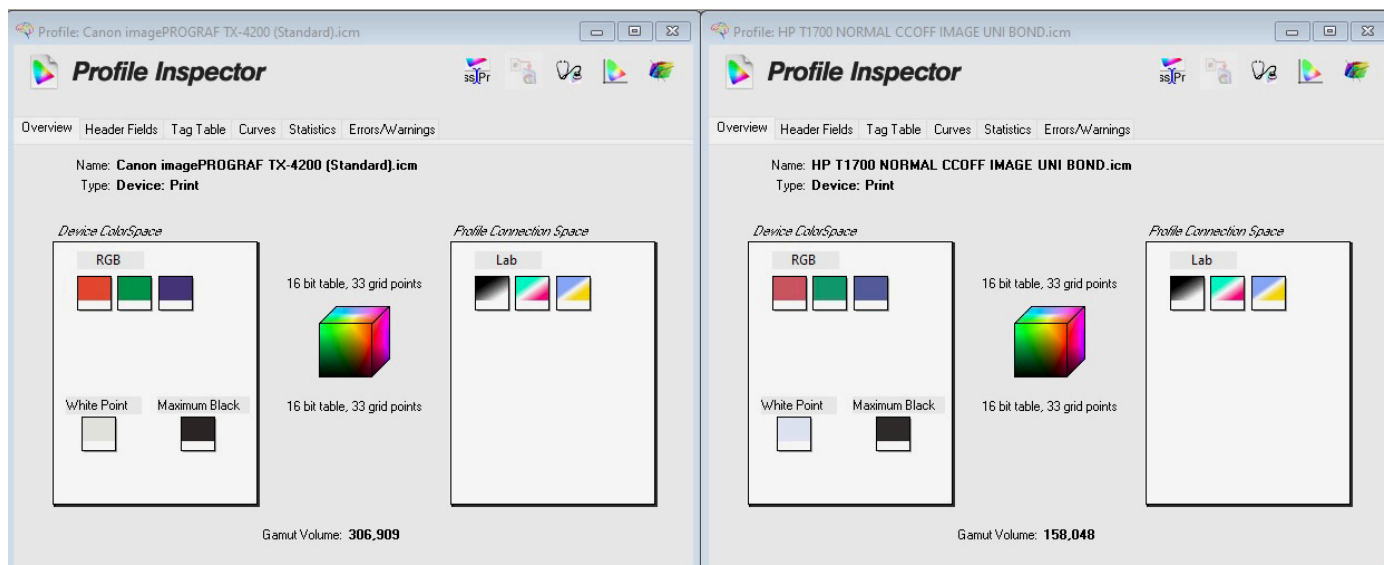 Profile: Canon imagePROGRAF TX-4200 (Standard).icm
Profile Inspector
Overview Header Fields Tag Table Curves Statistics Errors/Warnings
Name: Canon imagePROGRAF TX-4200 (Standard).icm
Type: Device: Print
Device ColorSpace
Profile Connection Space
RGB
Lab
16 bit table, 33 grid points
White Point
Maximum Black
16 bit table, 33 grid points
Gamut Volume: 306,909
Profile: HP T1700 NORMAL CCOFF IMAGE UNI BOND.icm
Profile Inspector
Overview Header Fields Tag Table Curves Statistics Errors/Warnings
Name: HP T1700 NORMAL CCOFF IMAGE UNI BOND.icm
Type: Device: Print
Device ColorSpace
Profile Connection Space
RGB
Lab
16 bit table, 33 grid points
White Point
Maximum Black
16 bit table, 33 grid points
Gamut Volume: 158,048